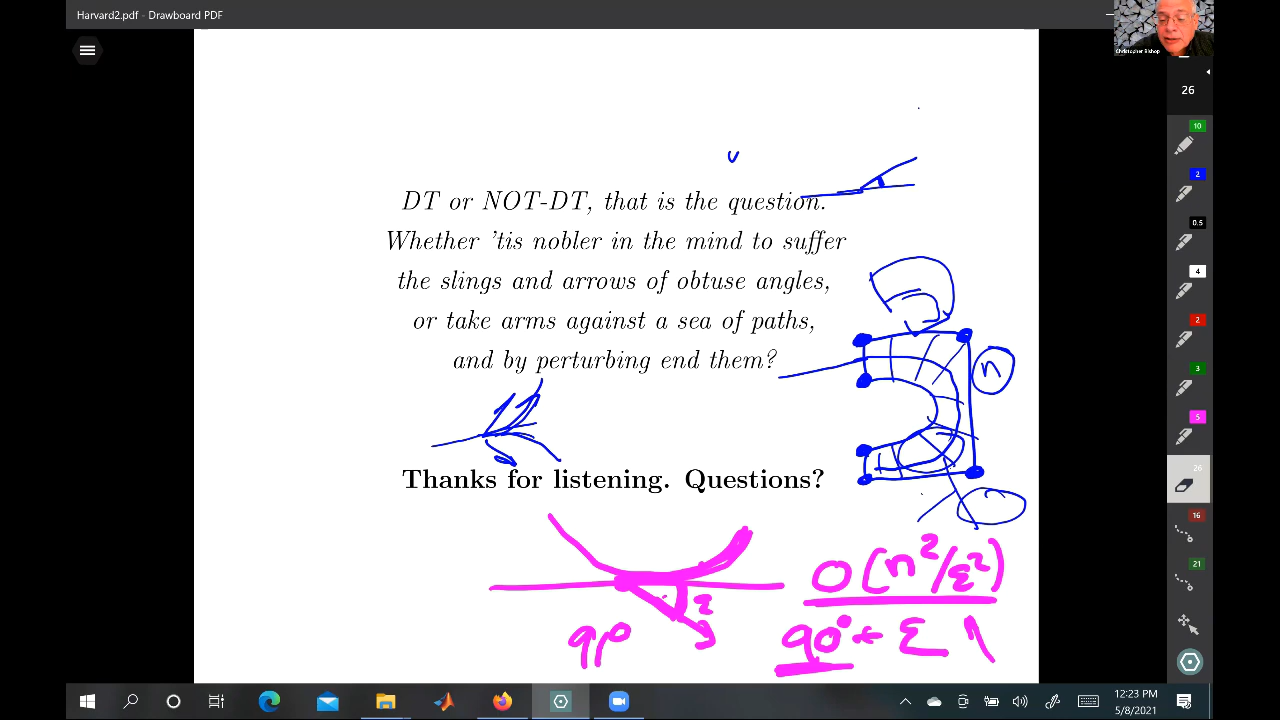 Harvard2.pdf - Drawboard PDF
Christopher Bishop
26
10
2
0.5
4
2
3
5
26
16
21
DT or NOT-DT, that is the question.
Whether ’tis nobler in the mind to suffer
the slings and arrows of obtuse angles,
or take arms against a sea of paths,
and by perturbing end them?
n
Thanks for listening. Questions?
O(n²/ε²)
ε
90° + ε
12:23 PM
5/8/2021